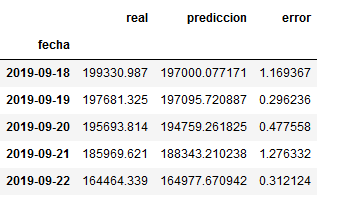 real prediccion error
fecha
2019-09-18 199330.987 197000.077171 1.169367
2019-09-19 197681.325 197095.720887 0.296236
2019-09-20 195693.814 194759.261825 0.477558
2019-09-21 185969.621 188343.210238 1.276332
2019-09-22 164464.339 164977.670942 0.312124